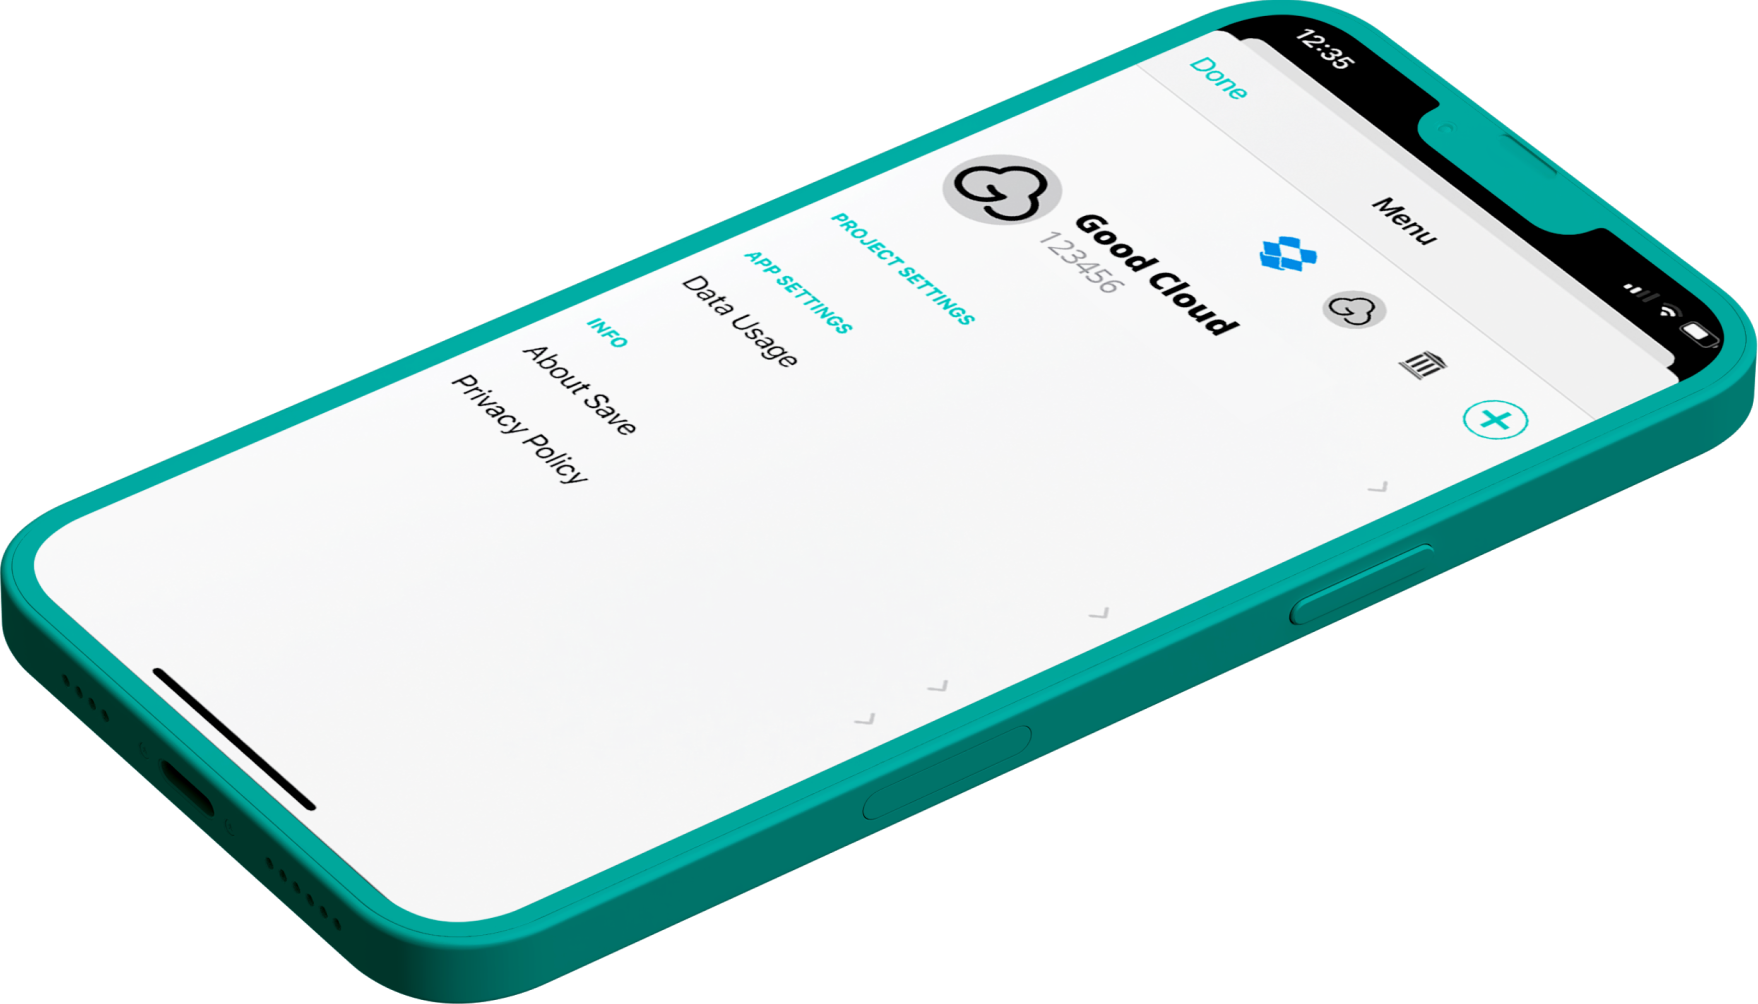 12:35
Done
Menu
Good Cloud
123456
PROJECT SETTINGS
APP SETTINGS
Data Usage
INFO
About Save
Privacy Policy